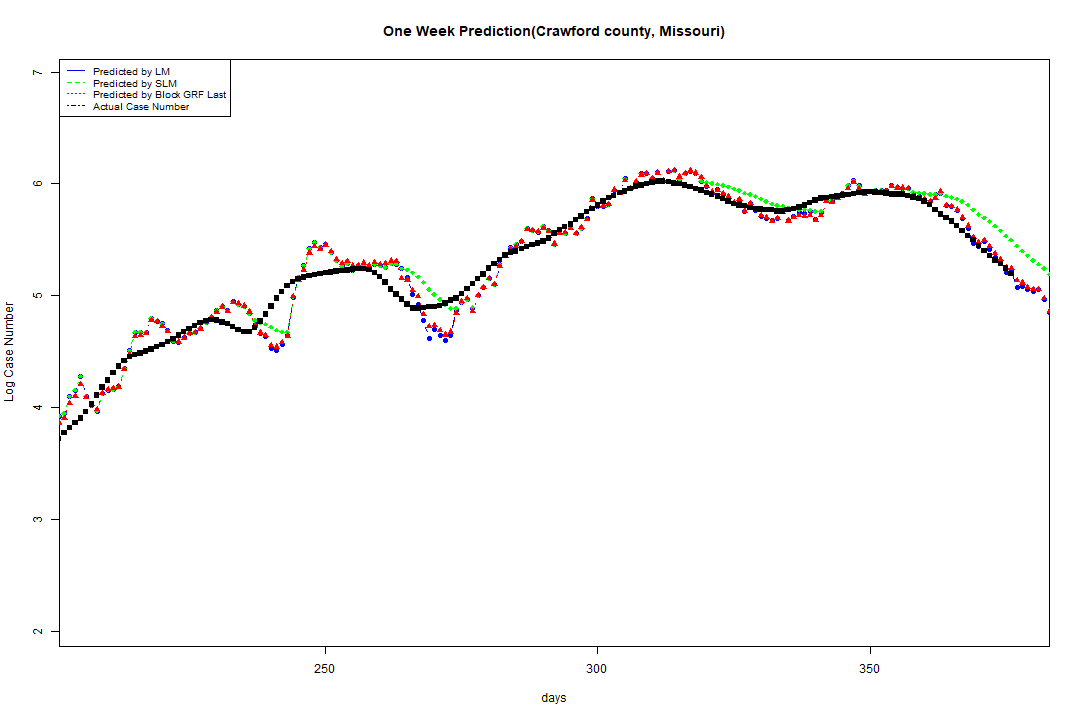 One Week Prediction(Crawford county, Missouri)
Predicted by LM
Predicted by SLM
Predicted by Block GRF Last
Actual Case Number
7
6
5
4
3
2
Log Case Number
250 300 350
days